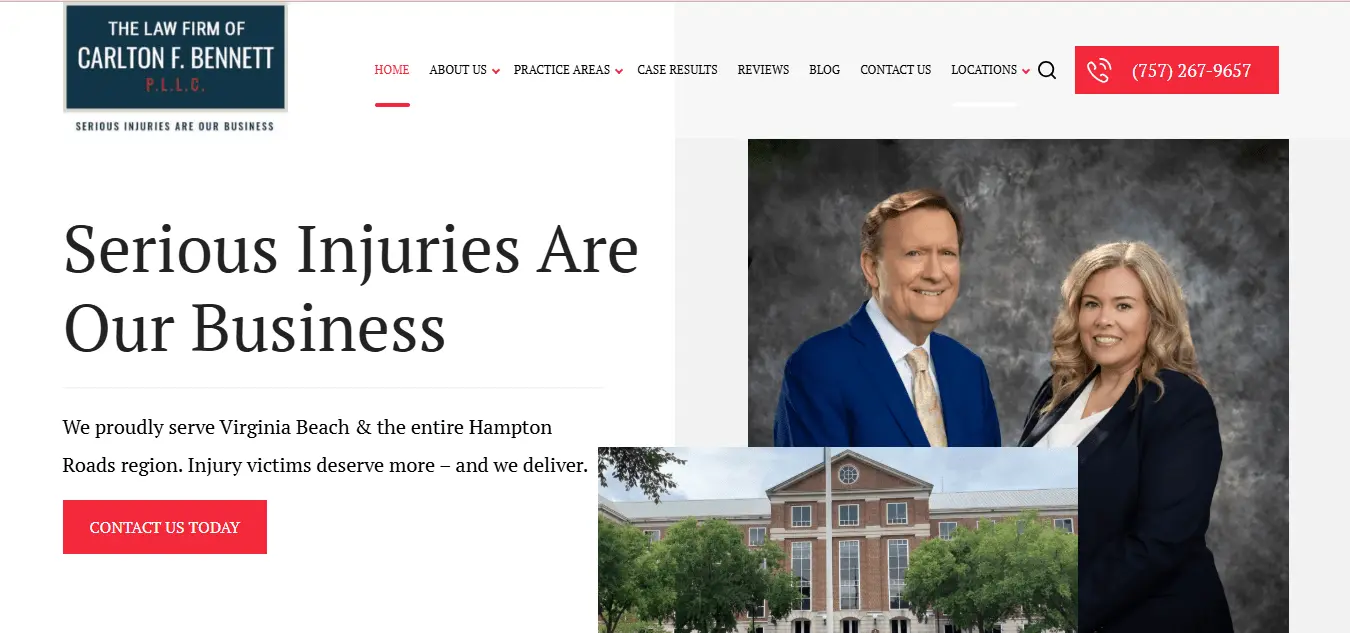 THE LAW FIRM OF
CARLTON F. BENNETT
P.L.L.C.
SERIOUS INJURIES ARE OUR BUSINESS
HOME ABOUT US PRACTICE AREAS CASE RESULTS REVIEWS BLOG CONTACT US LOCATIONS (757) 267-9657
Serious Injuries Are
Our Business
We proudly serve Virginia Beach & the entire Hampton
Roads region. Injury victims deserve more – and we deliver.
CONTACT US TODAY